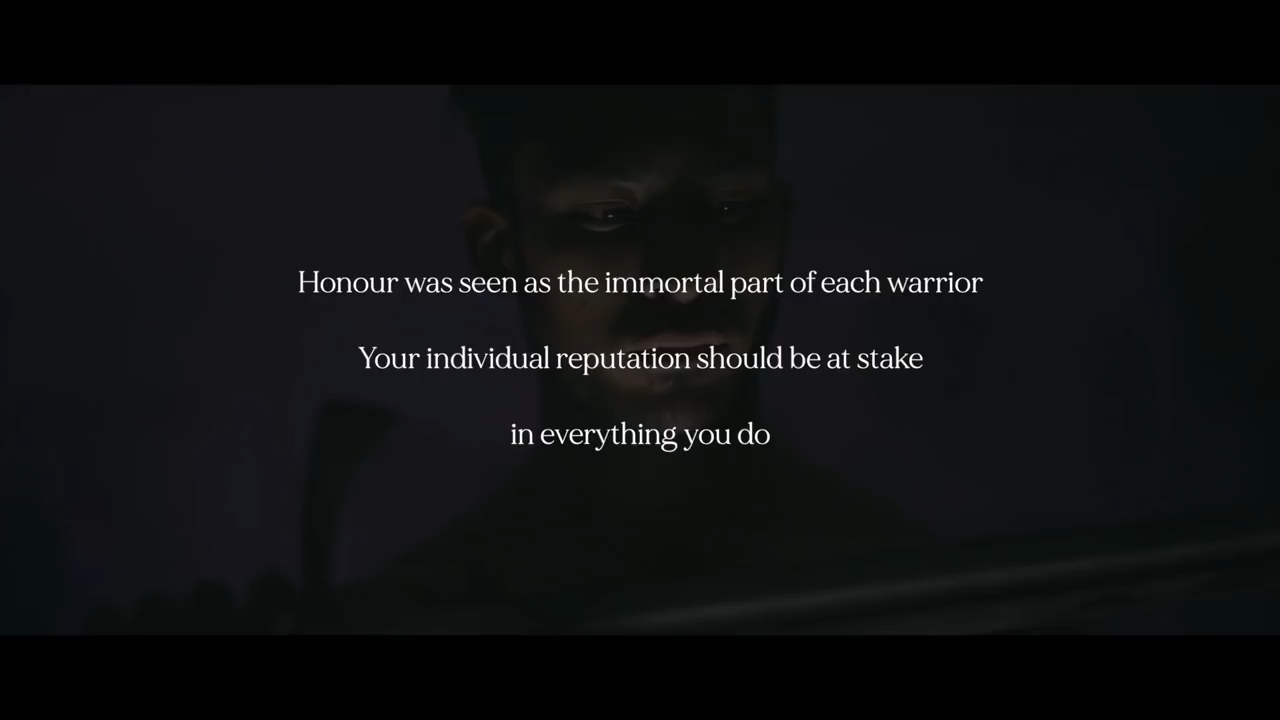 Honour was seen as the immortal part of each warrior
Your individual reputation should be at stake
in everything you do